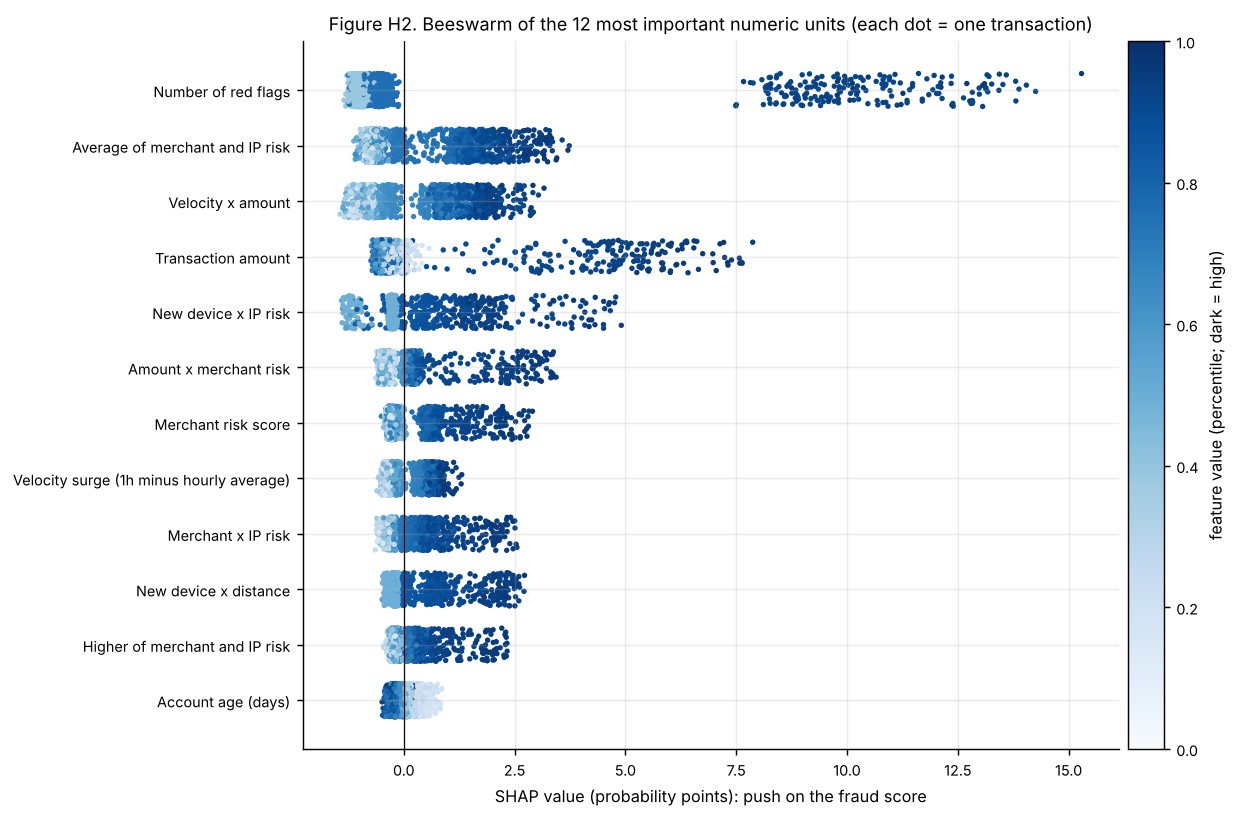 Figure H2. Beeswarm of the 12 most important numeric units (each dot = one transaction)
Number of red flags
Average of merchant and IP risk
Velocity x amount
Transaction amount
New device x IP risk
Amount x merchant risk
Merchant risk score
Velocity surge (1h minus hourly average)
Merchant x IP risk
New device x distance
Higher of merchant and IP risk
Account age (days)
0.0 2.5 5.0 7.5 10.0 12.5 15.0
SHAP value (probability points): push on the fraud score
1.0
0.8
0.6
0.4
0.2
0.0
feature value (percentile; dark = high)